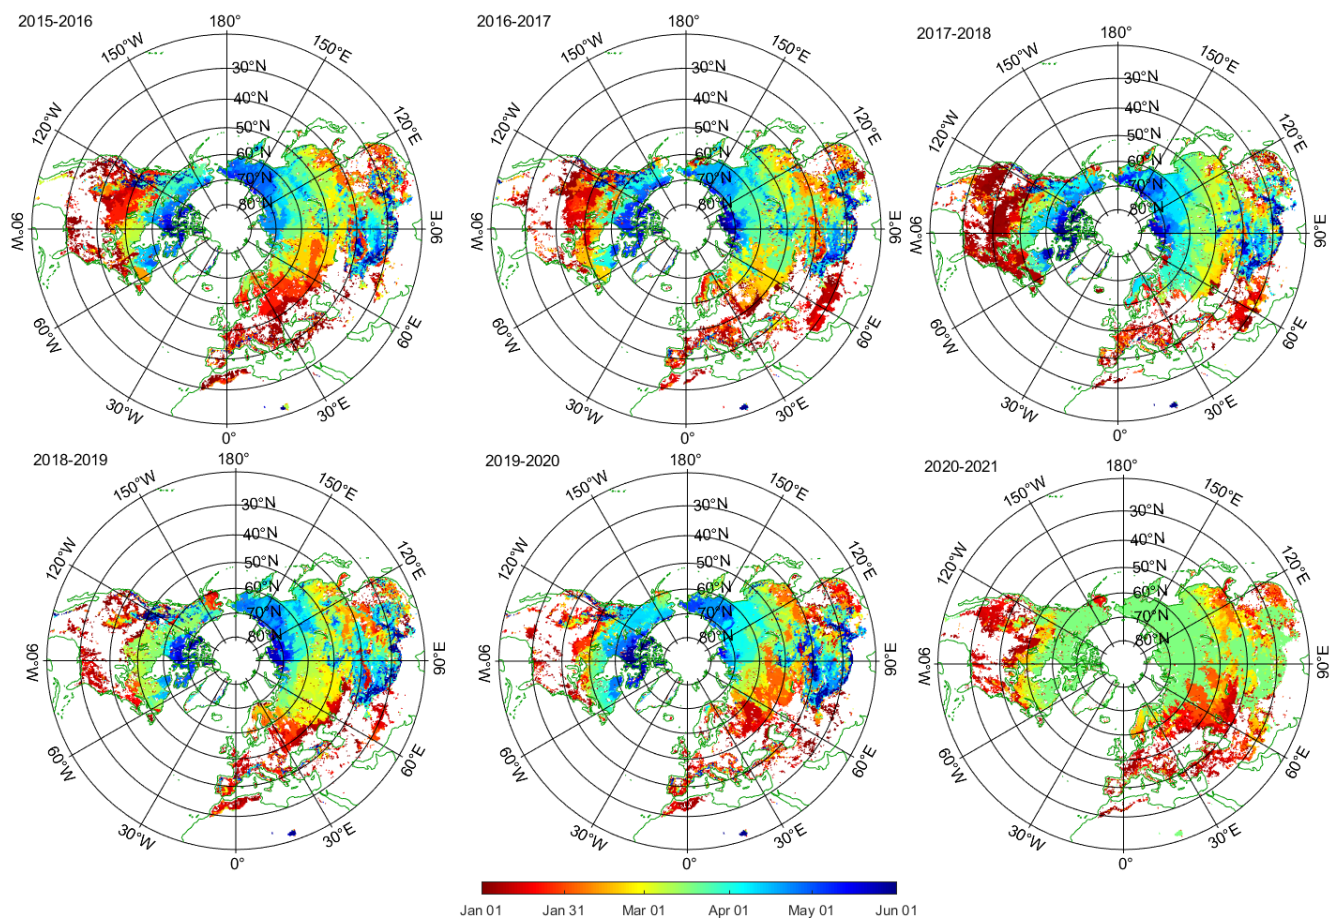 2015-2016
180°
150°W
150°E
120°W
120°E
90°W
90°E
60°W
60°E
30°W
30°E
0°
30°N
40°N
50°N
60°N
70°N
80°N
2016-2017
180°
150°W
150°E
120°W
120°E
90°W
90°E
60°W
60°E
30°W
30°E
0°
30°N
40°N
50°N
60°N
70°N
80°N
2017-2018
180°
150°W
150°E
120°W
120°E
90°W
90°E
60°W
60°E
30°W
30°E
0°
30°N
40°N
50°N
60°N
70°N
80°N
2018-2019
180°
150°W
150°E
120°W
120°E
90°W
90°E
60°W
60°E
30°W
30°E
0°
30°N
40°N
50°N
60°N
70°N
80°N
2019-2020
180°
150°W
150°E
120°W
120°E
90°W
90°E
60°W
60°E
30°W
30°E
0°
30°N
40°N
50°N
60°N
70°N
80°N
2020-2021
180°
150°W
150°E
120°W
120°E
90°W
90°E
60°W
60°E
30°W
30°E
0°
30°N
40°N
50°N
60°N
70°N
80°N
Jan 01 Jan 31 Mar 01 Apr 01 May 01 Jun 01